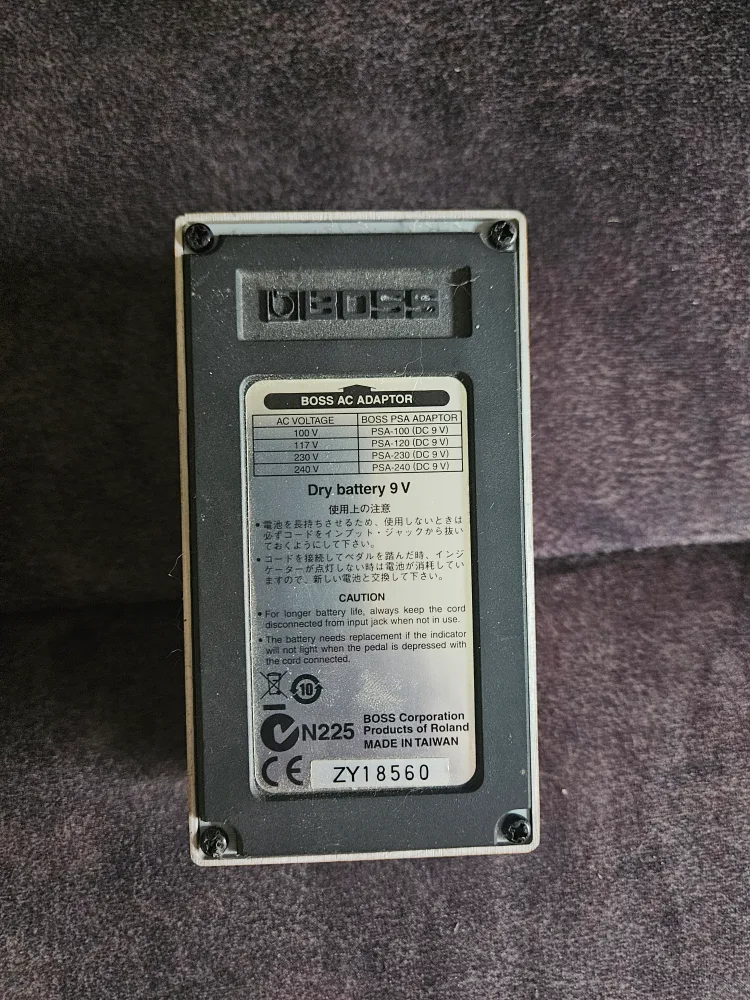 BOSS
BOSS AC ADAPTOR
AC VOLTAGE BOSS PSA ADAPTOR
100 V PSA-100 (DC 9 V)
117 V PSA-120 (DC 9 V)
230 V PSA-230 (DC 9 V)
240 V PSA-240 (DC 9 V)
Dry battery 9 V
使用上の注意
• 電池を長持ちさせるため、使用しないときは
必ずコードをインプット・ジャックから抜い
ておくようにして下さい。
• コードを接続してペダルを踏んだ時、インジ
ケーターが点灯しない時は電池が消耗してい
ますので、新しい電池と交換して下さい。
CAUTION
• For longer battery life, always keep the cord
disconnected from input jack when not in use.
• The battery needs replacement if the indicator
will not light when the pedal is depressed with
the cord connected.
10
N225
BOSS Corporation
Products of Roland
MADE IN TAIWAN
CE
ZY18560